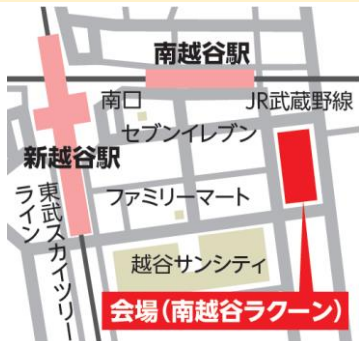 南越谷駅
南口
JR武蔵野線
セブンイレブン
新越谷駅
ファミリーマート
東武スカイツリー
ライン
越谷サンシティ
会場(南越谷ラクーン)